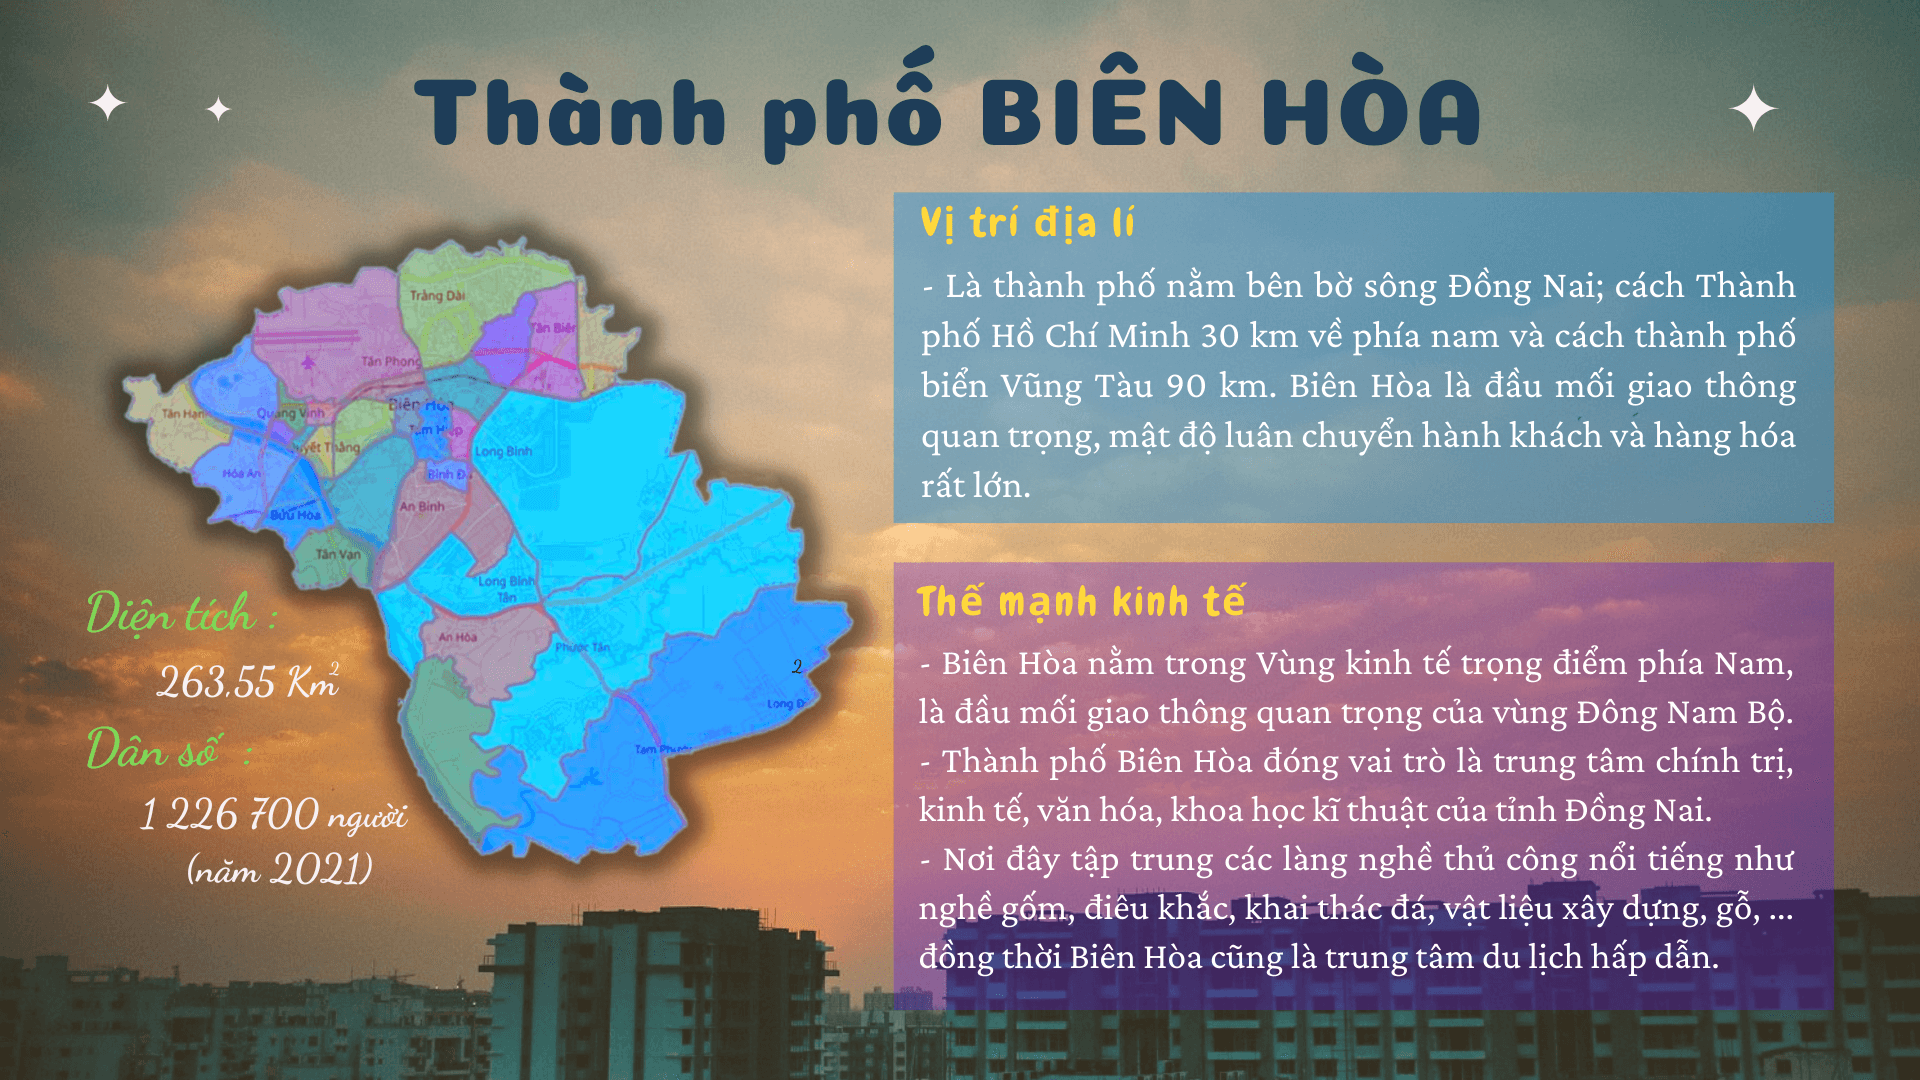 Thành phố BIÊN HÒA
Vị trí địa lí
- Là thành phố nằm bên bờ sông Đồng Nai; cách Thành
phố Hồ Chí Minh 30 km về phía nam và cách thành phố
biển Vũng Tàu 90 km. Biên Hòa là đầu mối giao thông
quan trọng, mật độ luân chuyển hành khách và hàng hóa
rất lớn.
Thế mạnh kinh tế
- Biên Hòa nằm trong Vùng kinh tế trọng điểm phía Nam,
là đầu mối giao thông quan trọng của vùng Đông Nam Bộ.
- Thành phố Biên Hòa đóng vai trò là trung tâm chính trị,
kinh tế, văn hóa, khoa học kĩ thuật của tỉnh Đồng Nai.
- Nơi đây tập trung các làng nghề thủ công nổi tiếng như
nghề gốm, điêu khắc, khai thác đá, vật liệu xây dựng, gỗ, ...
đồng thời Biên Hòa cũng là trung tâm du lịch hấp dẫn.
Trảng Dài
Tân Biên
Tân Phong
Biên Hòa
Tân Hạnh
Quang Vinh
Thắng
Long Bình
Hóa An
Bình Đ
An Bình
Bửu Hòa
Tân Vạn
Long Bình
Tân
An Hòa
Phước Tân
2
Long Đ
Tam Phước
Diện tích :
263,55 Km²
Dân số :
1 226 700 người
(năm 2021)